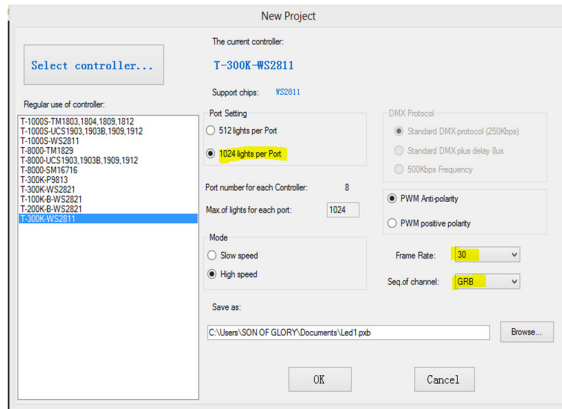 New Project
Select controller...
The current controller:
T-300K-WS2811
Support chips: WS2811
Regular use of controller:
T-1000S-TM1803,1804,1809,1812
T-1000S-UCS1903,1903B,1909,1912
T-1000S-WS2811
T-8000-TM1829
T-8000-UCS1903,1903B,1909,1912
T-8000-SM16716
T-300K-P9813
T-300K-WS2821
T-100K-B-WS2821
T-200K-B-WS2821
T-300K-WS2811
Port Setting
512 lights per Port
1024 lights per Port
DMX Protocol
Standard DMX protocol (250Kbps)
Standard DMX plus delay 8us
500Kbps Frequency
Port number for each Controller: 8
Max.of lights for each port: 1024
PWM Anti-polarity
PWM positive polarity
Mode
Slow speed
High speed
Frame Rate: 30
Seq.of channel: GRB
Save as:
C:\Users\SON OF GLORY\Documents\Led1.pxb
Browse...
OK
Cancel